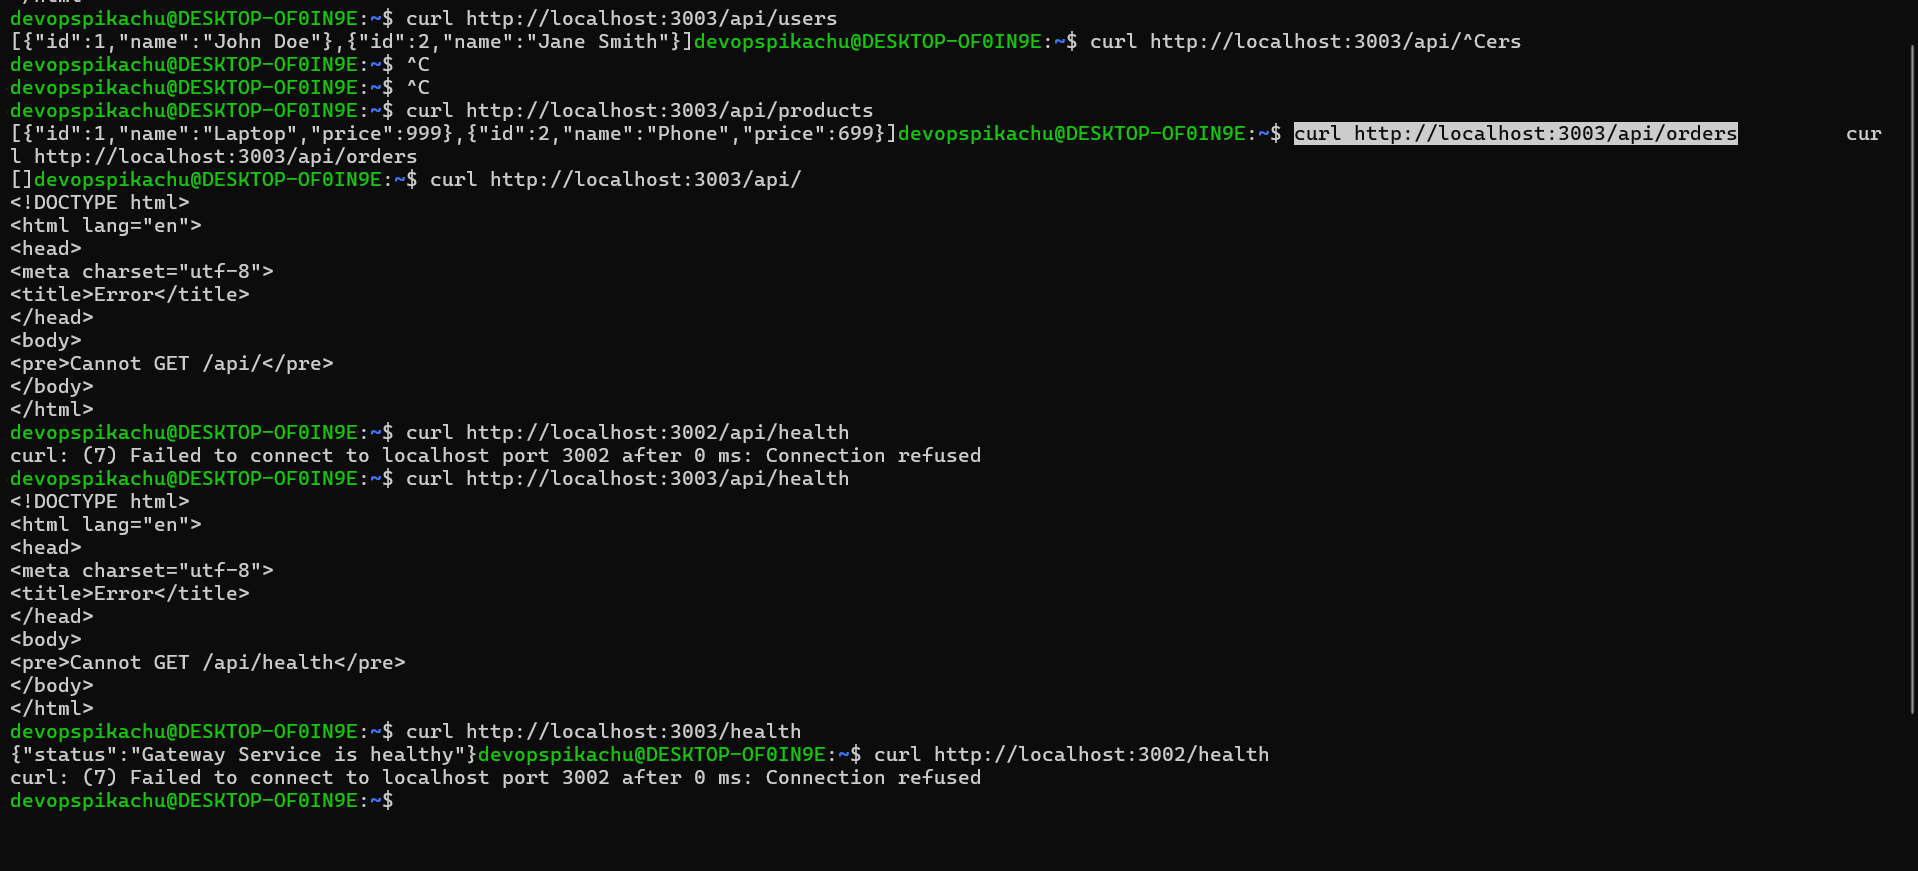 devopspikachu@DESKTOP-OF0IN9E:~$ curl http://localhost:3003/api/users
[{"id":1,"name":"John Doe"},{"id":2,"name":"Jane Smith"}]devopspikachu@DESKTOP-OF0IN9E:~$ curl http://localhost:3003/api/^Cers
devopspikachu@DESKTOP-OF0IN9E:~$ ^C
devopspikachu@DESKTOP-OF0IN9E:~$ ^C
devopspikachu@DESKTOP-OF0IN9E:~$ curl http://localhost:3003/api/products
[{"id":1,"name":"Laptop","price":999},{"id":2,"name":"Phone","price":699}]devopspikachu@DESKTOP-OF0IN9E:~$ curl http://localhost:3003/api/orders         cur
l http://localhost:3003/api/orders
[]devopspikachu@DESKTOP-OF0IN9E:~$ curl http://localhost:3003/api/
<!DOCTYPE html>
<html lang="en">
<head>
<meta charset="utf-8">
<title>Error</title>
</head>
<body>
<pre>Cannot GET /api/</pre>
</body>
</html>
devopspikachu@DESKTOP-OF0IN9E:~$ curl http://localhost:3002/api/health
curl: (7) Failed to connect to localhost port 3002 after 0 ms: Connection refused
devopspikachu@DESKTOP-OF0IN9E:~$ curl http://localhost:3003/api/health
<!DOCTYPE html>
<html lang="en">
<head>
<meta charset="utf-8">
<title>Error</title>
</head>
<body>
<pre>Cannot GET /api/health</pre>
</body>
</html>
devopspikachu@DESKTOP-OF0IN9E:~$ curl http://localhost:3003/health
{"status":"Gateway Service is healthy"}devopspikachu@DESKTOP-OF0IN9E:~$ curl http://localhost:3002/health
curl: (7) Failed to connect to localhost port 3002 after 0 ms: Connection refused
devopspikachu@DESKTOP-OF0IN9E:~$